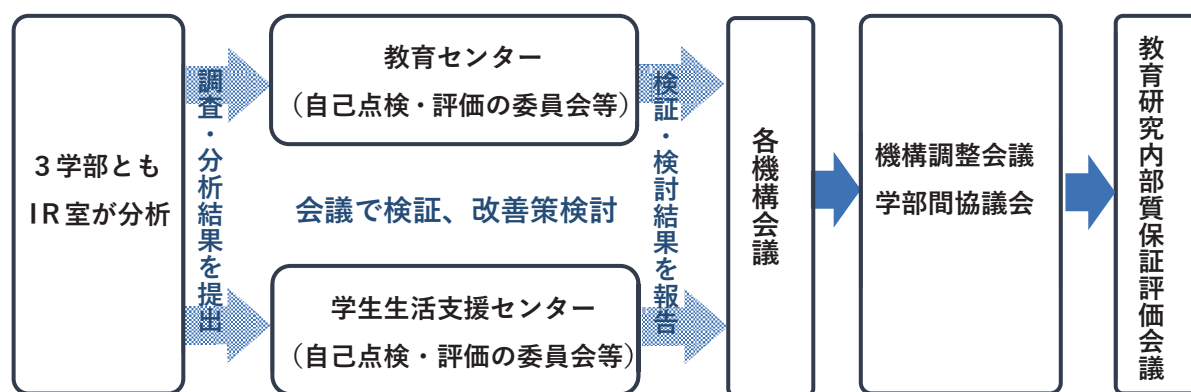 3学部とも
IR室が分析
調査・分析結果を提出
教育センター
（自己点検・評価の委員会等）
会議で検証、改善策検討
学生生活支援センター
（自己点検・評価の委員会等）
検証・検討結果を報告
各機構会議
機構調整会議
学部間協議会
教育研究内部質保証評価会議